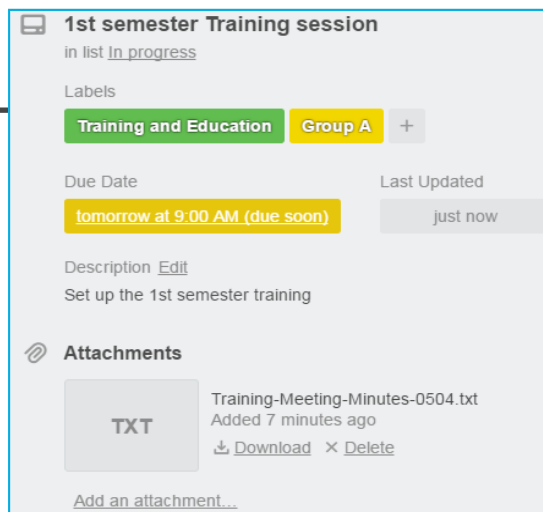 1st semester Training session
in list In progress
Labels
Training and Education Group A +
Due Date Last Updated
tomorrow at 9:00 AM (due soon) just now
Description Edit
Set up the 1st semester training
Attachments
TXT
Training-Meeting-Minutes-0504.txt
Added 7 minutes ago
Download × Delete
Add an attachment...